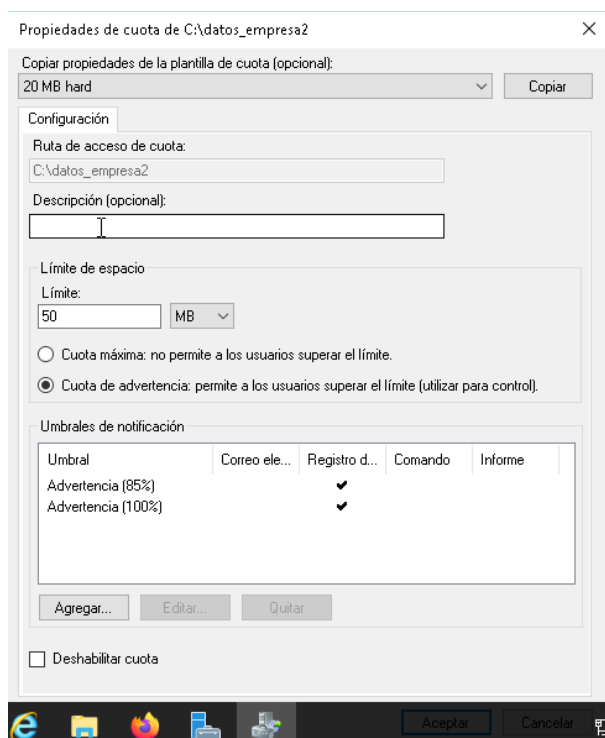 Propiedades de cuota de C:\datos_empresa2
Copiar propiedades de la plantilla de cuota (opcional):
20 MB hard
Copiar
Configuración
Ruta de acceso de cuota:
C:\datos_empresa2
Descripción (opcional):
Límite de espacio
Límite:
50 MB
Cuota máxima: no permite a los usuarios superar el límite.
Cuota de advertencia: permite a los usuarios superar el límite (utilizar para control).
Umbrales de notificación
Umbral Correo ele... Registro d... Comando Informe
Advertencia (85%)
Advertencia (100%)
Agregar... Editar... Quitar
Deshabilitar cuota
Aceptar Cancelar